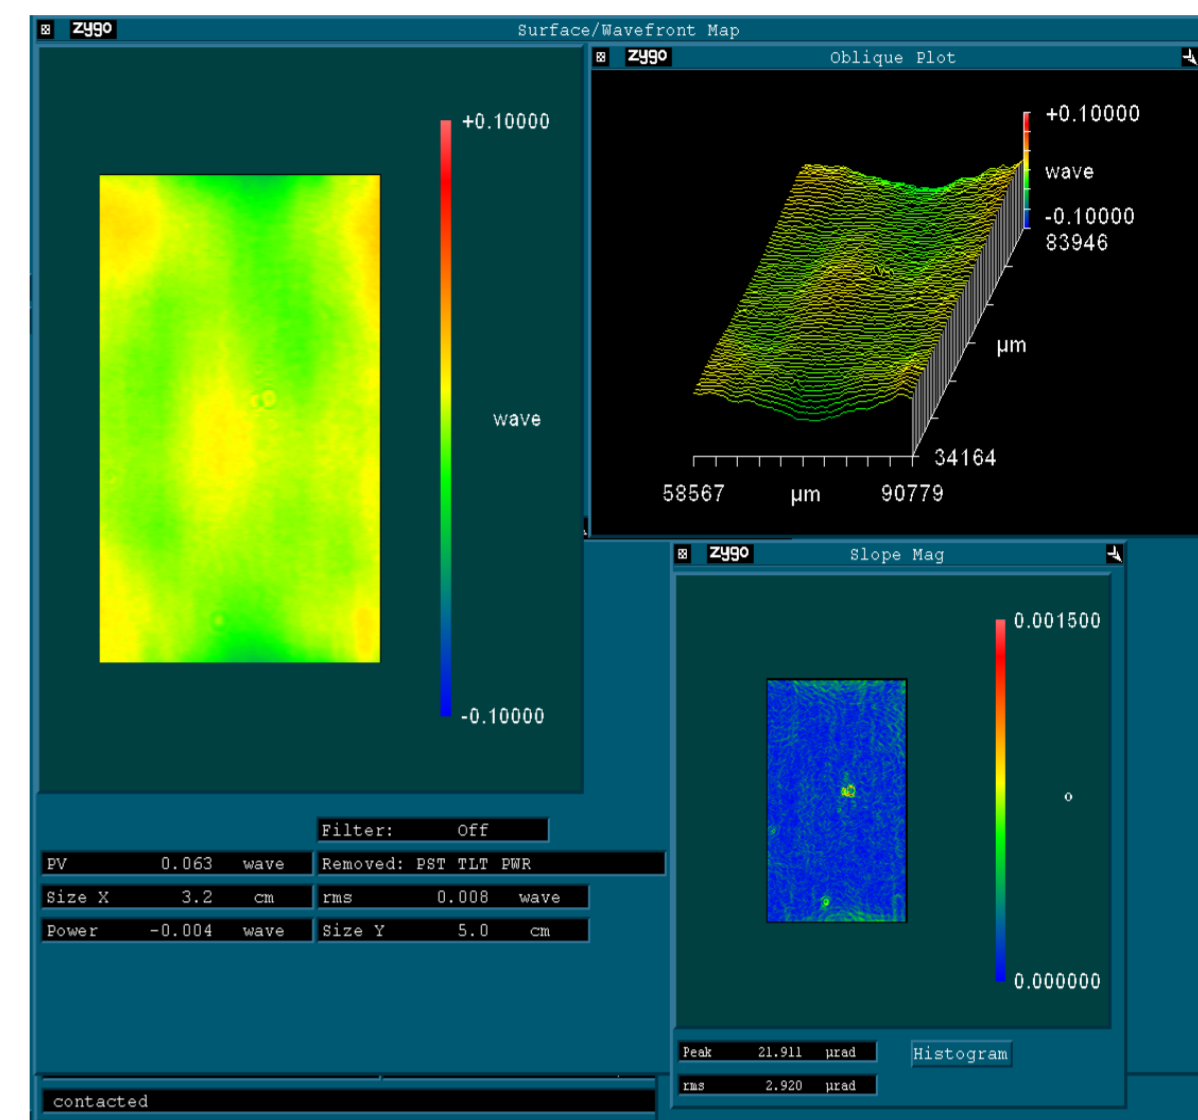 zygo Surface/Wavefront Map
+0.10000
wave
-0.10000
zygo Oblique Plot
+0.10000
wave
-0.10000
83946
µm
34164
58567 µm 90779
zygo Slope Mag
0.001500
o
0.000000
Peak 21.911 µrad
Histogram
rms 2.920 µrad
Filter: Off
PV 0.063 wave Removed: PST TLT PWR
Size X 3.2 cm rms 0.008 wave
Power -0.004 wave Size Y 5.0 cm
contacted